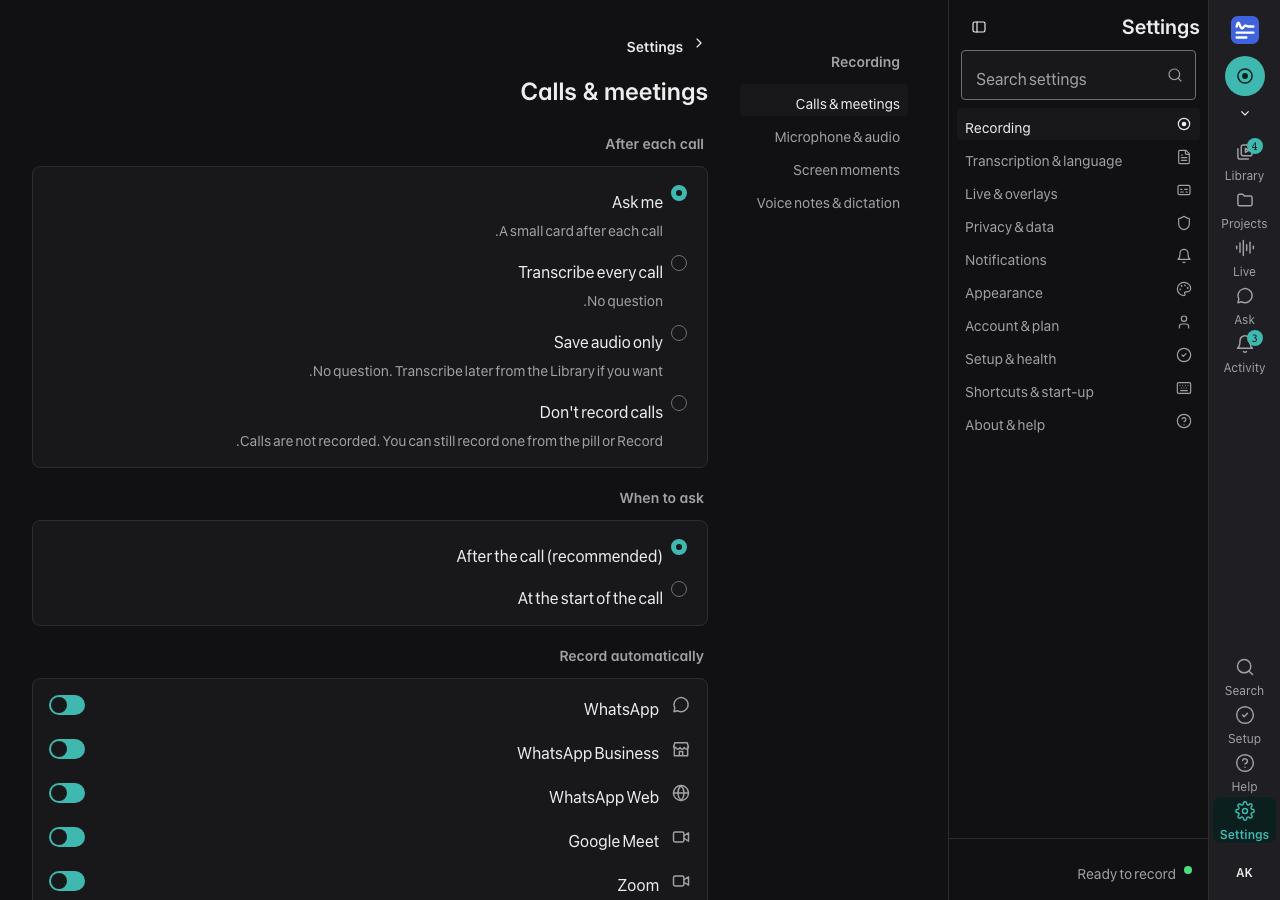 Settings
Search settings
Recording
Transcription & language
Live & overlays
Privacy & data
Notifications
Appearance
Account & plan
Setup & health
Shortcuts & start-up
About & help
Ready to record
4
Library
Projects
Live
Ask
3
Activity
Search
Setup
Help
Settings
AK
Recording
Calls & meetings
Microphone & audio
Screen moments
Voice notes & dictation
Settings
Calls & meetings
After each call
Ask me
.A small card after each call
Transcribe every call
.No question
Save audio only
.No question. Transcribe later from the Library if you want
Don't record calls
.Calls are not recorded. You can still record one from the pill or Record
When to ask
After the call (recommended)
At the start of the call
Record automatically
WhatsApp
WhatsApp Business
WhatsApp Web
Google Meet
Zoom